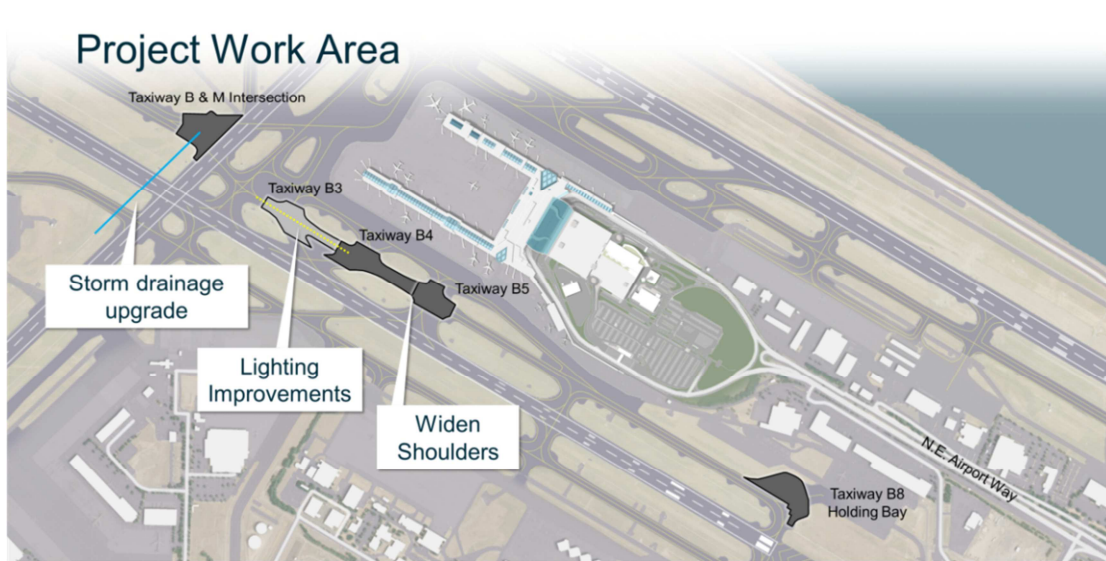 Project Work Area
Taxiway B & M Intersection
Taxiway B3
Taxiway B4
Taxiway B5
Storm drainage
upgrade
Lighting
Improvements
Widen
Shoulders
N.E. Airport Way
Taxiway B8
Holding Bay